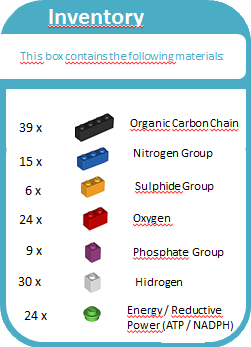 Inventory
This box contains the following materials:
39 x Organic Carbon Chain
15 x Nitrogen Group
6 x Sulphide Group
24 x Oxygen
9 x Phosphate Group
30 x Hidrogen
24 x Energy / Reductive
Power (ATP / NADPH)